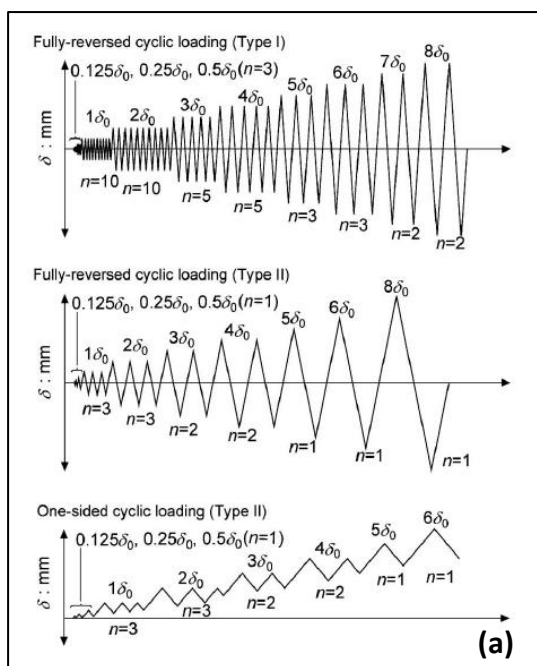 Fully-reversed cyclic loading (Type I)
0.125δ₀, 0.25δ₀, 0.5δ₀(n=3)
1δ₀ 2δ₀ 3δ₀ 4δ₀ 5δ₀ 6δ₀ 7δ₀ 8δ₀
δ : mm
n=10 n=10 n=5 n=5 n=3 n=3 n=2 n=2
Fully-reversed cyclic loading (Type II)
0.125δ₀, 0.25δ₀, 0.5δ₀(n=1)
1δ₀ 2δ₀ 3δ₀ 4δ₀ 5δ₀ 6δ₀ 8δ₀
δ : mm
n=3 n=3 n=2 n=2 n=1 n=1 n=1
One-sided cyclic loading (Type II)
0.125δ₀, 0.25δ₀, 0.5δ₀(n=1)
1δ₀ 2δ₀ 3δ₀ 4δ₀ 5δ₀ 6δ₀
δ : mm
n=3 n=3 n=2 n=2 n=1 n=1
(a)